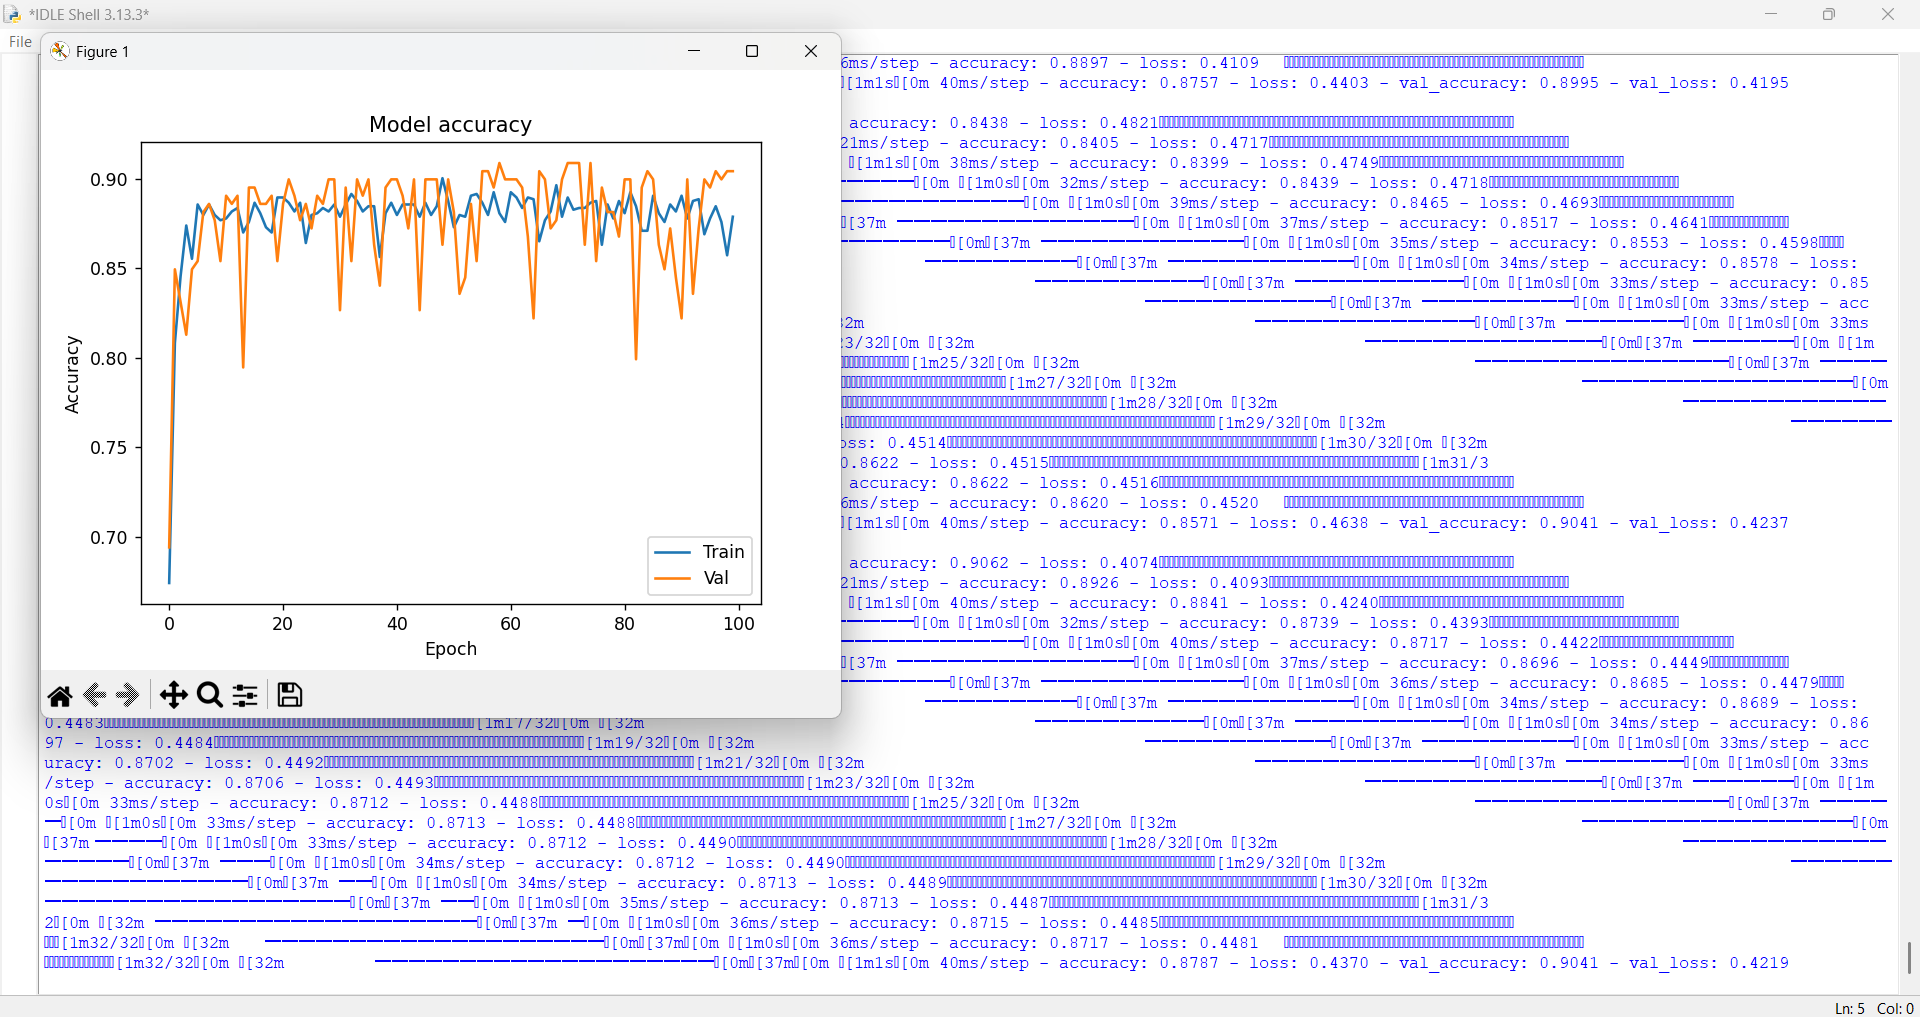 *IDLE Shell 3.13.3*
File
Figure 1
Model accuracy
0.90
0.85
0.80
0.75
0.70
Accuracy
0
20
40
60
80
100
Epoch
Train
Val
6ms/step - accuracy: 0.8897 - loss: 0.4109
[1m1s[0m 40ms/step - accuracy: 0.8757 - loss: 0.4403 - val_accuracy: 0.8995 - val_loss: 0.4195
accuracy: 0.8438 - loss: 0.4821
21ms/step - accuracy: 0.8405 - loss: 0.4717
[1m1s[0m 38ms/step - accuracy: 0.8399 - loss: 0.4749
[0m [1m0s[0m 32ms/step - accuracy: 0.8439 - loss: 0.4718
[0m [1m0s[0m 39ms/step - accuracy: 0.8465 - loss: 0.4693
[37m [0m [1m0s[0m 37ms/step - accuracy: 0.8517 - loss: 0.4641
[0m[37m [0m [1m0s[0m 35ms/step - accuracy: 0.8553 - loss: 0.4598
[0m[37m [0m [1m0s[0m 34ms/step - accuracy: 0.8578 - loss:
[0m[37m [0m [1m0s[0m 33ms/step - accuracy: 0.85
[0m[37m [0m [1m0s[0m 33ms/step - acc
32m [0m[37m [0m [1m0s[0m 33ms
23/32[0m [32m [0m[37m [0m [1m
[1m25/32[0m [32m [0m[37m
[1m27/32[0m [32m [0m
[1m28/32[0m [32m
[1m29/32[0m [32m
oss: 0.4514[1m30/32[0m [32m
0.8622 - loss: 0.4515[1m31/3
accuracy: 0.8622 - loss: 0.4516
6ms/step - accuracy: 0.8620 - loss: 0.4520
[1m1s[0m 40ms/step - accuracy: 0.8571 - loss: 0.4638 - val_accuracy: 0.9041 - val_loss: 0.4237
accuracy: 0.9062 - loss: 0.4074
21ms/step - accuracy: 0.8926 - loss: 0.4093
[1m1s[0m 40ms/step - accuracy: 0.8841 - loss: 0.4240
[0m [1m0s[0m 32ms/step - accuracy: 0.8739 - loss: 0.4393
[0m [1m0s[0m 40ms/step - accuracy: 0.8717 - loss: 0.4422
[37m [0m [1m0s[0m 37ms/step - accuracy: 0.8696 - loss: 0.4449
[0m[37m [0m [1m0s[0m 36ms/step - accuracy: 0.8685 - loss: 0.4479
[0m[37m [0m [1m0s[0m 34ms/step - accuracy: 0.8689 - loss:
0.4483[1m17/32[0m [32m [0m[37m [0m [1m0s[0m 34ms/step - accuracy: 0.86
97 - loss: 0.4484[1m19/32[0m [32m [0m[37m [0m [1m0s[0m 33ms/step - acc
uracy: 0.8702 - loss: 0.4492[1m21/32[0m [32m [0m[37m [0m [1m0s[0m 33ms
/step - accuracy: 0.8706 - loss: 0.4493[1m23/32[0m [32m [0m[37m [0m [1m
0s[0m 33ms/step - accuracy: 0.8712 - loss: 0.4488[1m25/32[0m [32m [0m[37m
[0m [1m0s[0m 33ms/step - accuracy: 0.8713 - loss: 0.4488[1m27/32[0m [32m [0m
[37m [0m [1m0s[0m 33ms/step - accuracy: 0.8712 - loss: 0.4490[1m28/32[0m [32m
[0m[37m [0m [1m0s[0m 34ms/step - accuracy: 0.8712 - loss: 0.4490[1m29/32[0m [32m
[0m[37m [0m [1m0s[0m 34ms/step - accuracy: 0.8713 - loss: 0.4489[1m30/32[0m [32m
[0m[37m [0m [1m0s[0m 35ms/step - accuracy: 0.8713 - loss: 0.4487[1m31/3
2[0m [32m [0m[37m [0m [1m0s[0m 36ms/step - accuracy: 0.8715 - loss: 0.4485
[1m32/32[0m [32m [0m[37m[0m [1m0s[0m 36ms/step - accuracy: 0.8717 - loss: 0.4481
[1m32/32[0m [32m [0m[37m[0m [1m1s[0m 40ms/step - accuracy: 0.8787 - loss: 0.4370 - val_accuracy: 0.9041 - val_loss: 0.4219
Ln: 5 Col: 0